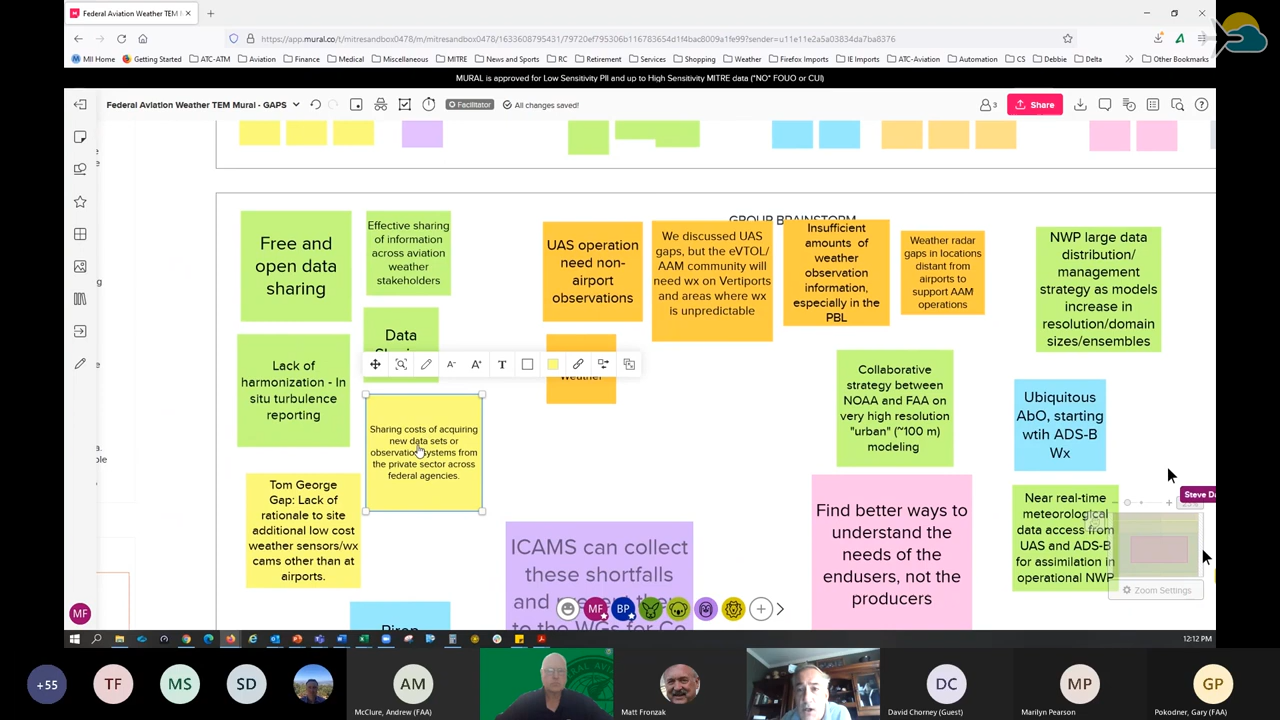 Federal Aviation Weather TEM M
https://app.mural.co/t/mitresandbox0478/m/mitresandbox0478/1633608795431/79720ef795306b116783654d1f4bac8009a1fe99?sender=u11e11e2a5a03834da7ba8376
MII Home
Getting Started
ATC-ATM
Aviation
Finance
Medical
Miscellaneous
MITRE
News and Sports
RC
Retirement
Services
Shopping
Weather
Firefox Imports
IE Imports
ATC-Aviation
Automation
CS
Debbie
Delta
Other Bookmarks
MURAL is approved for Low Sensitivity PII and up to High Sensitivity MITRE data ("NO" FOUO or CUI)
Federal Aviation Weather TEM Mural - GAPS
Facilitator
All changes saved!
3
Share
GROUP BRAINSTORM
Free and
open data
sharing
Effective sharing
of information
across aviation
weather
stakeholders
UAS operation
need non-
airport
observations
We discussed UAS
gaps, but the eVTOL/
AAM community will
need wx on Vertiports
and areas where wx
is unpredictable
Insufficient
amounts of
weather
observation
information,
especially in the
PBL
Weather radar
gaps in locations
distant from
airports to
support AAM
operations
NWP large data
distribution/
management
strategy as models
increase in
resolution/domain
sizes/ensembles
Data
Lack of
harmonization - In
situ turbulence
reporting
Weather
Collaborative
strategy between
NOAA and FAA on
very high resolution
"urban" (~100 m)
modeling
Ubiquitous
AbO, starting
wtih ADS-B
Wx
Sharing costs of acquiring
new data sets or
observation systems from
the private sector across
federal agencies.
Tom George
Gap: Lack of
rationale to site
additional low cost
weather sensors/wx
cams other than at
airports.
ICAMS can collect
these shortfalls
and
to the WGs for Co
Find better ways to
understand the
needs of the
endusers, not the
producers
Near real-time
meteorological
data access from
UAS and ADS-B
for assimilation in
operational NWP
Steve Da
Zoom Settings
Pirep
MF
MF
BP
12:12 PM
+55
TF
MS
SD
AM
McClure, Andrew (FAA)
Matt Fronzak
DC
David Chorney (Guest)
MP
Marilyn Pearson
GP
Pokodner, Gary (FAA)